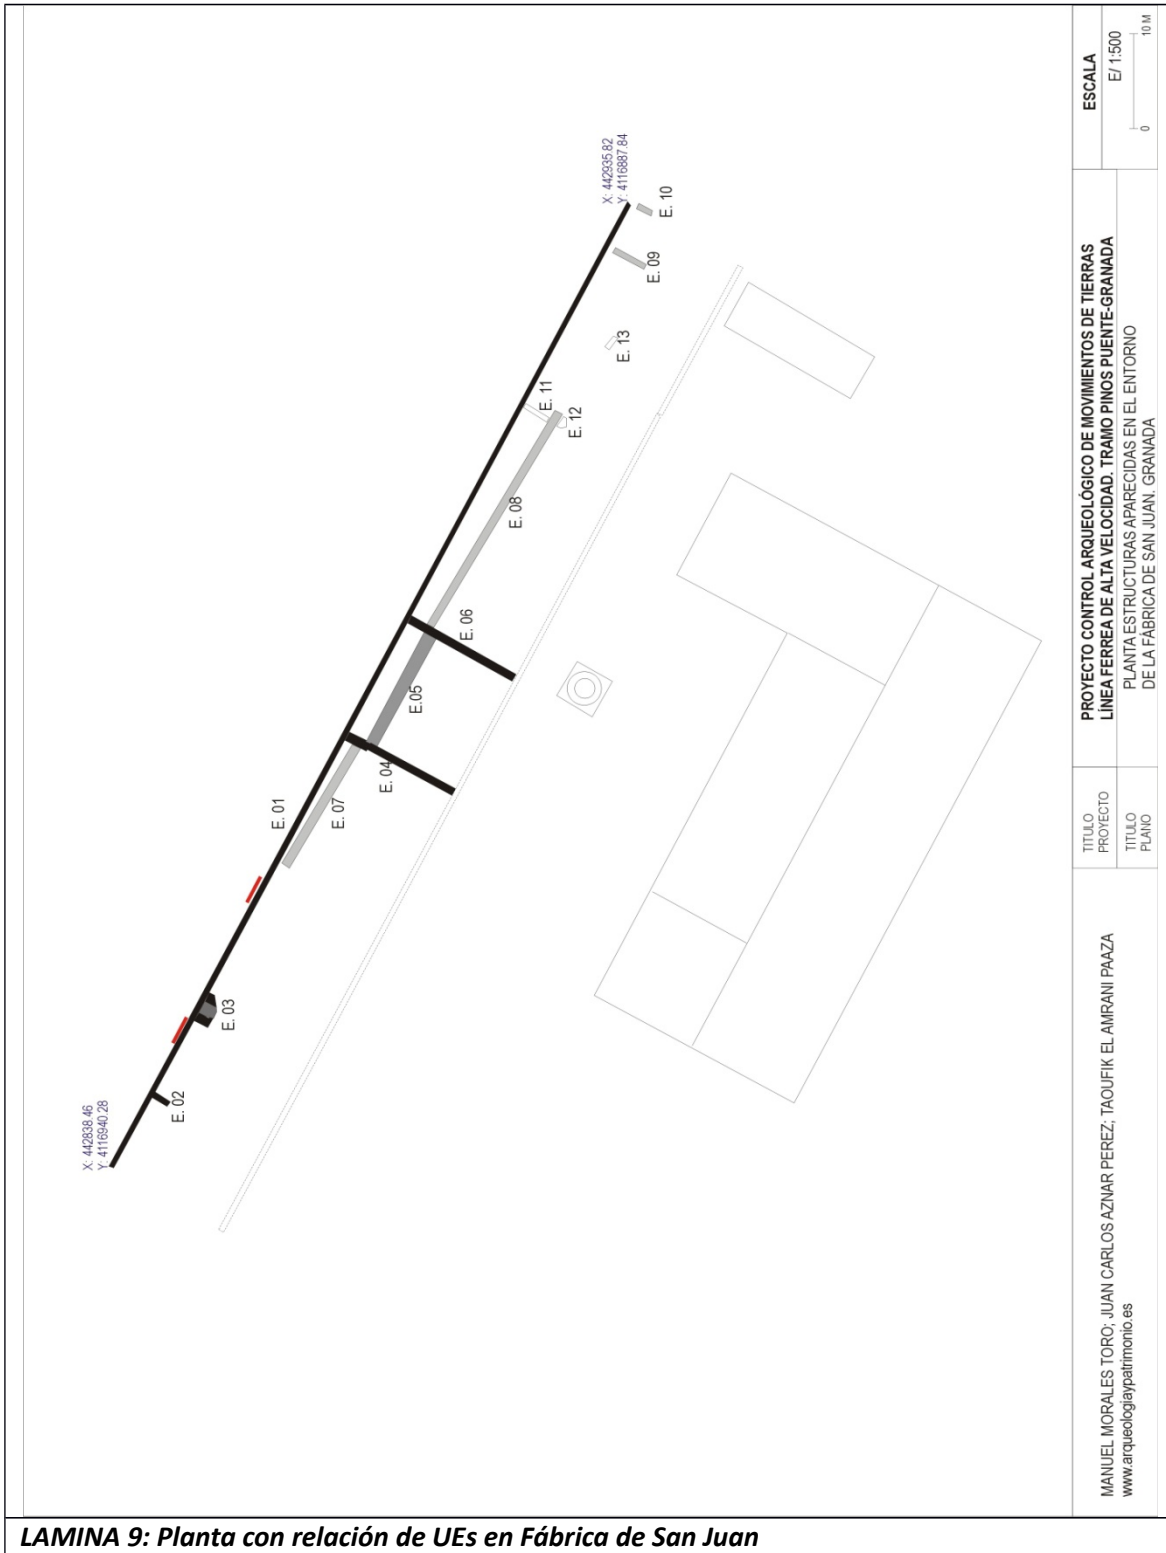 X: 442838.46
Y: 4116940.28
E. 02
E. 03
E. 01
E. 07
E. 04
E.05
E. 06
E. 08
E. 11
E. 12
E. 13
E. 09
E. 10
X: 442935.82
Y: 4116887.84
MANUEL MORALES TORO; JUAN CARLOS AZNAR PEREZ; TAOUFIK EL AMRANI PAAZA
www.arqueologiaypatrimonio.es
TITULO
PROYECTO
PROYECTO CONTROL ARQUEOLÓGICO DE MOVIMIENTOS DE TIERRAS
LÍNEA FERREA DE ALTA VELOCIDAD. TRAMO PINOS PUENTE-GRANADA
TITULO
PLANO
PLANTA ESTRUCTURAS APARECIDAS EN EL ENTORNO
DE LA FÁBRICA DE SAN JUAN. GRANADA
ESCALA
E/ 1:500
0
10 M
LAMINA 9: Planta con relación de UEs en Fábrica de San Juan